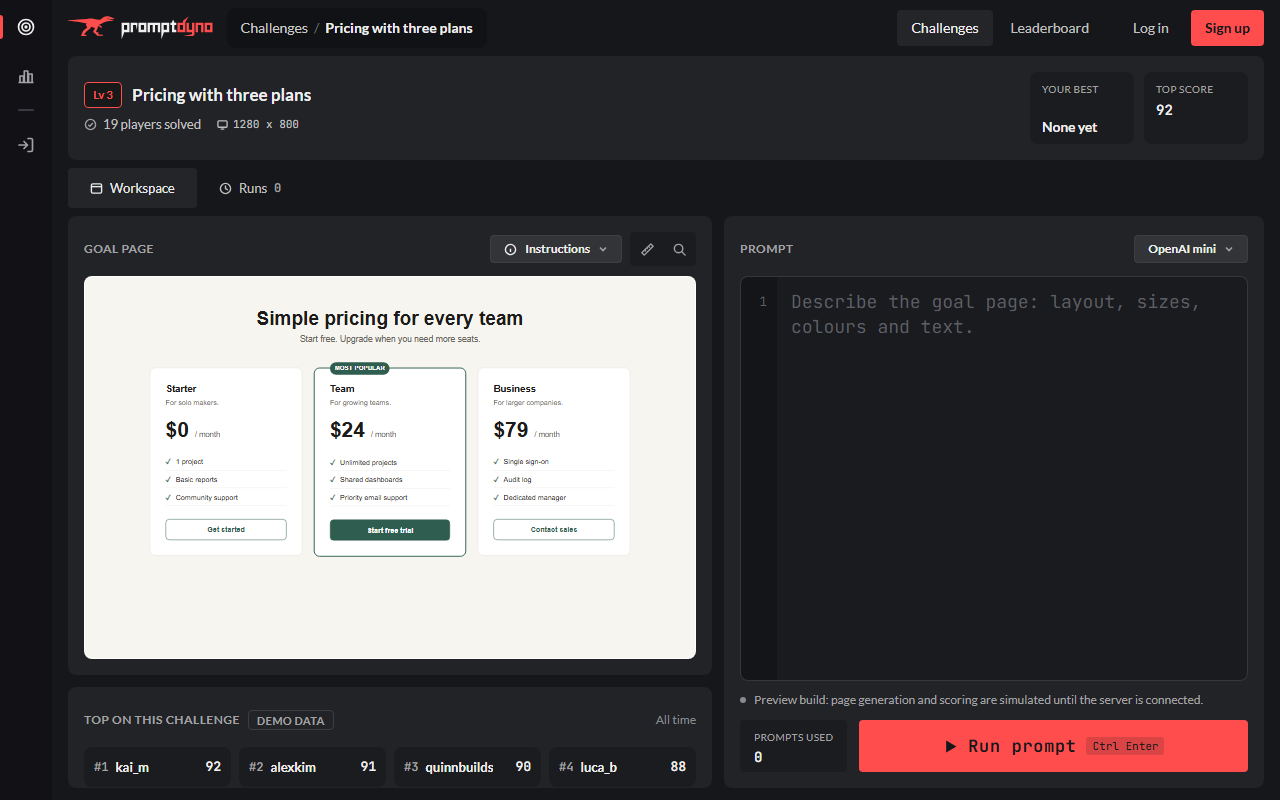 promptdyno
Challenges / Pricing with three plans
Challenges
Leaderboard
Log in
Sign up
Lv 3
Pricing with three plans
19 players solved
1280 x 800
YOUR BEST
None yet
TOP SCORE
92
Workspace
Runs 0
GOAL PAGE
Instructions
Simple pricing for every team
Start free. Upgrade when you need more seats.
Starter
For solo makers.
$0 / month
✓ 1 project
✓ Basic reports
✓ Community support
Get started
MOST POPULAR
Team
For growing teams.
$24 / month
✓ Unlimited projects
✓ Shared dashboards
✓ Priority email support
Start free trial
Business
For larger companies.
$79 / month
✓ Single sign-on
✓ Audit log
✓ Dedicated manager
Contact sales
TOP ON THIS CHALLENGE
DEMO DATA
All time
#1 kai_m 92
#2 alexkim 91
#3 quinnbuilds 90
#4 luca_b 88
PROMPT
OpenAI mini
1
Describe the goal page: layout, sizes,
colours and text.
Preview build: page generation and scoring are simulated until the server is connected.
PROMPTS USED
0
Run prompt
Ctrl Enter